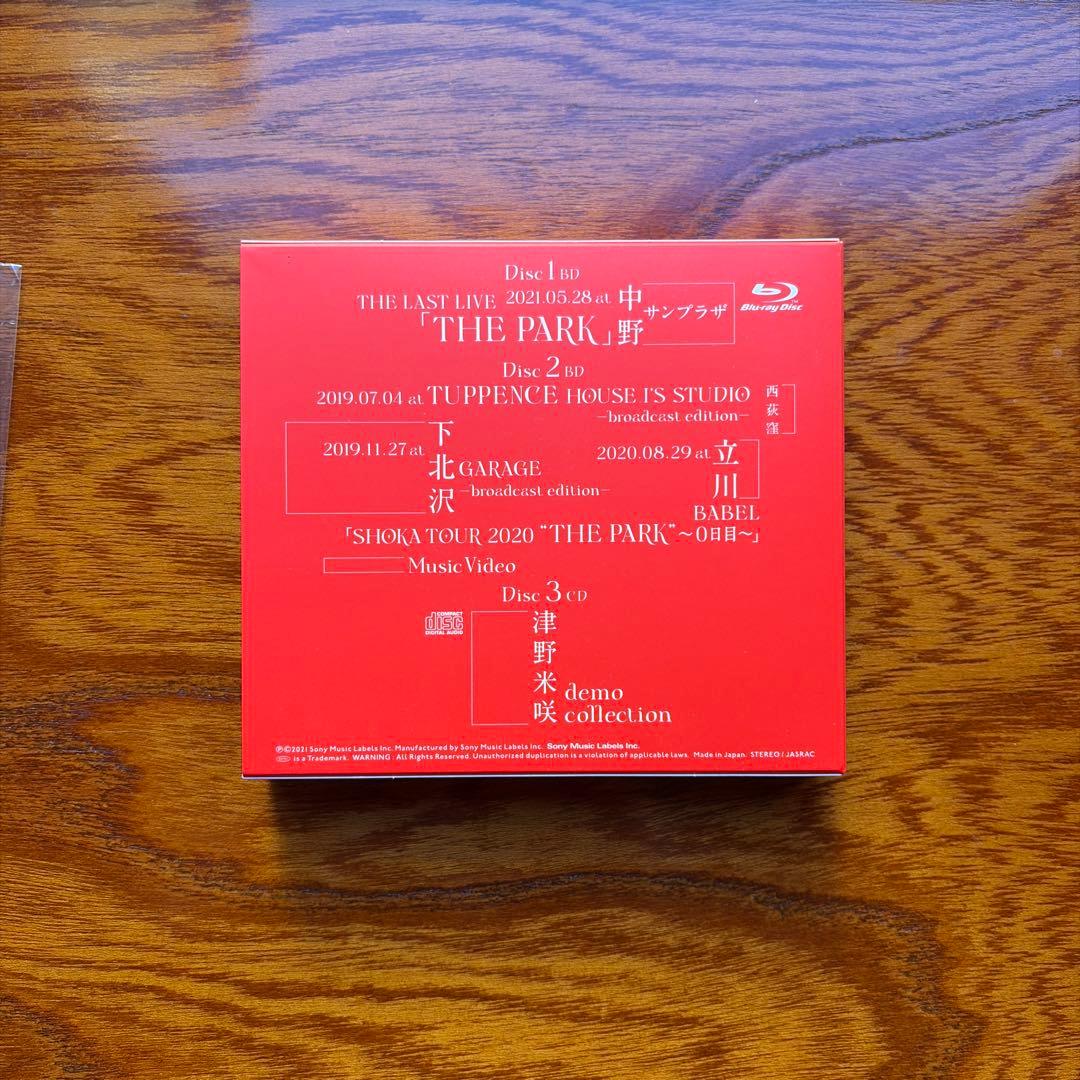 Disc 1 BD
THE LAST LIVE 2021.05.28 at 中野サンプラザ
「THE PARK」
Blu-ray Disc™
Disc 2 BD
2019.07.04 at TUPPENCE HOUSE I'S STUDIO 西荻窪
—broadcast edition—
2019.11.27 at 下北沢 GARAGE
—broadcast edition—
2020.08.29 at 立川 BABEL
「SHOKA TOUR 2020 “THE PARK” ～0日目～」
Music Video
Disc 3 CD
COMPACT
disc
DIGITAL AUDIO
津野米咲
demo
collection
Ⓟ©2021 Sony Music Labels Inc. Manufactured by Sony Music Labels Inc. Sony Music Labels Inc.
is a Trademark. WARNING: All Rights Reserved. Unauthorized duplication is a violation of applicable laws. Made in Japan. STEREO / JASRAC